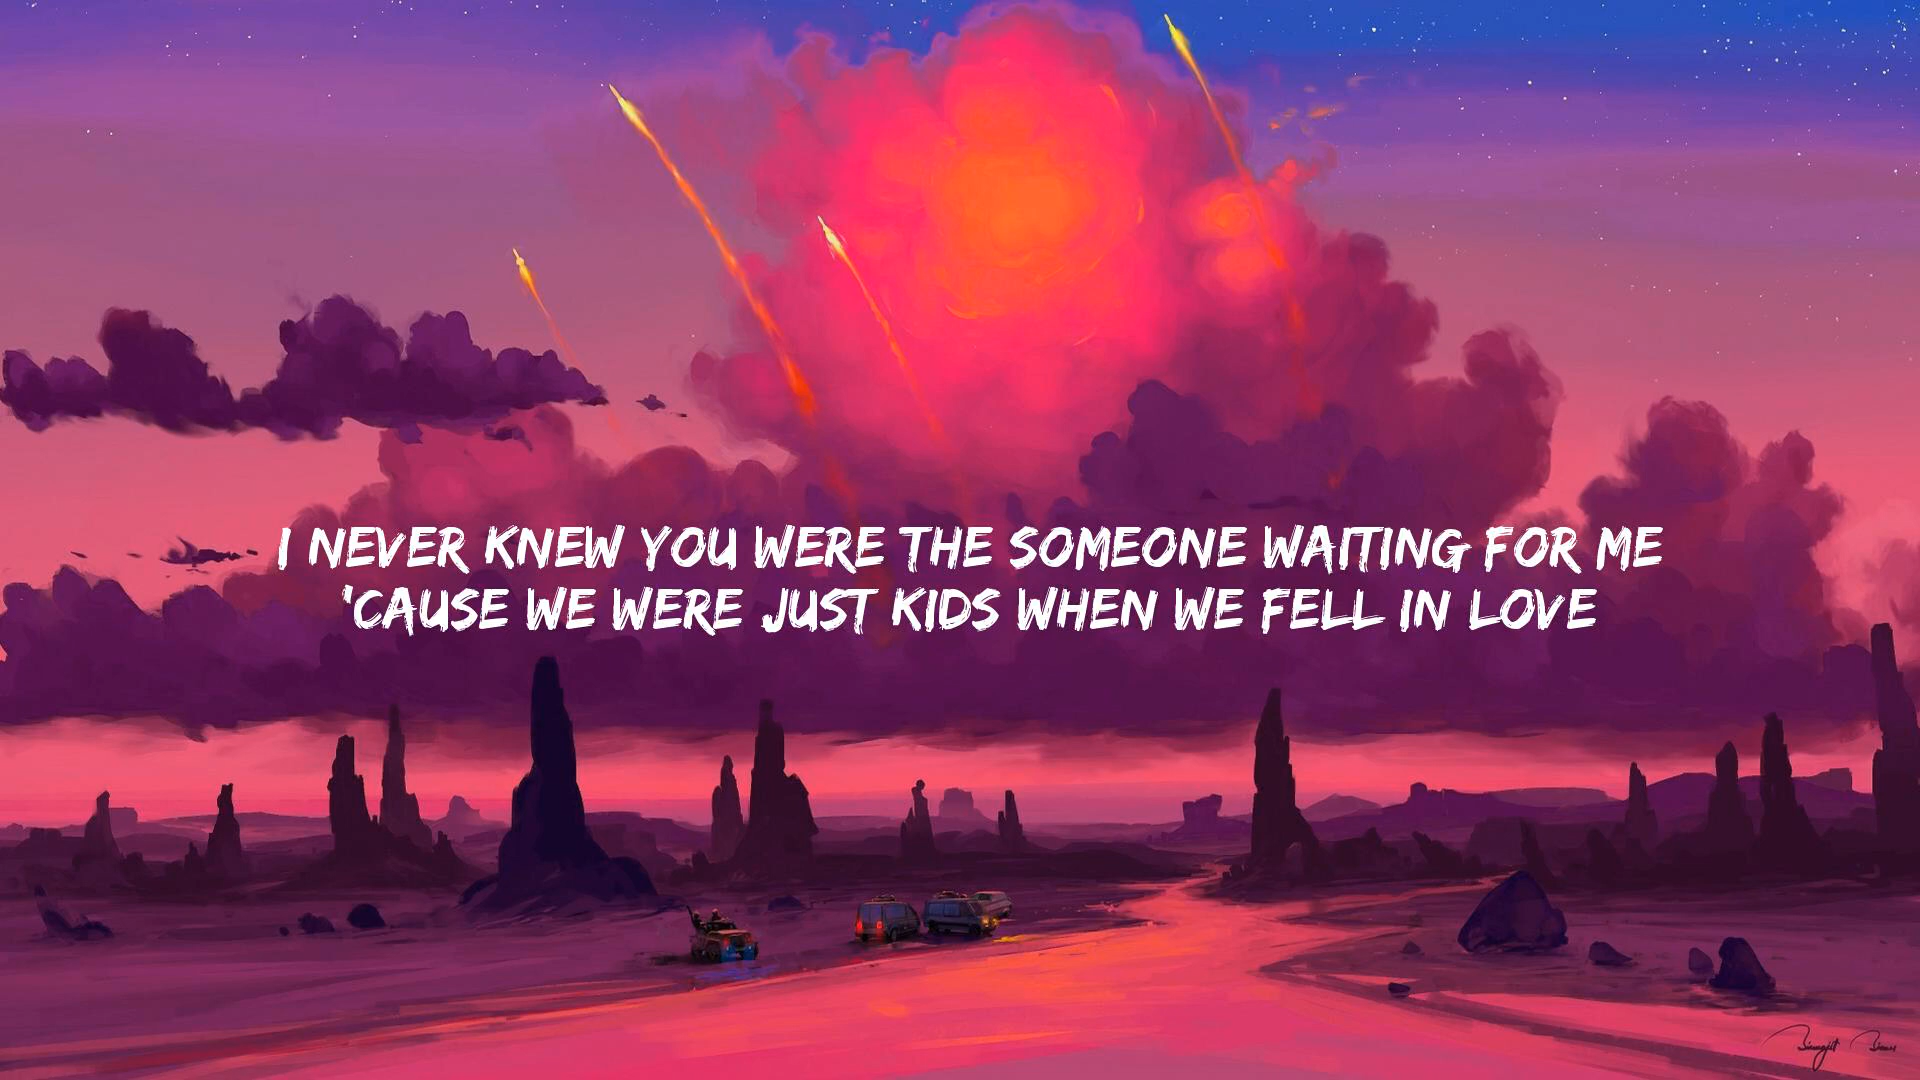 I NEVER KNEW YOU WERE THE SOMEONE WAITING FOR ME
'CAUSE WE WERE JUST KIDS WHEN WE FELL IN LOVE